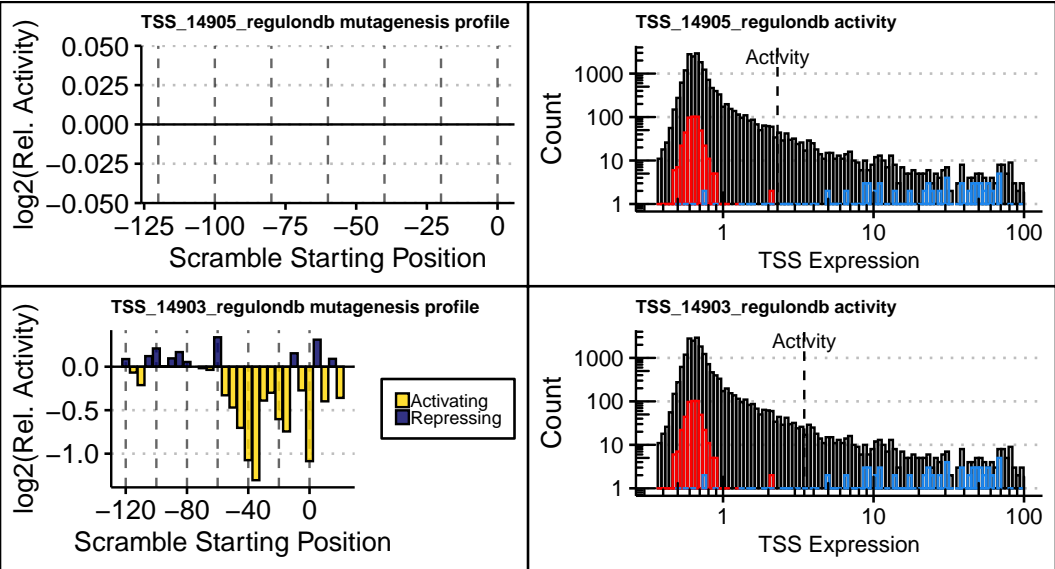 TSS_14905_regulondb mutagenesis profile
log2(Rel. Activity)
0.050
0.025
0.000
−0.025
−0.050
−125 −100 −75 −50 −25 0
Scramble Starting Position
TSS_14905_regulondb activity
Activity
Count
1000
100
10
1
1 10 100
TSS Expression
TSS_14903_regulondb mutagenesis profile
log2(Rel. Activity)
0.0
−0.5
−1.0
−120 −80 −40 0
Scramble Starting Position
Activating
Repressing
TSS_14903_regulondb activity
Activity
Count
1000
100
10
1
1 10 100
TSS Expression